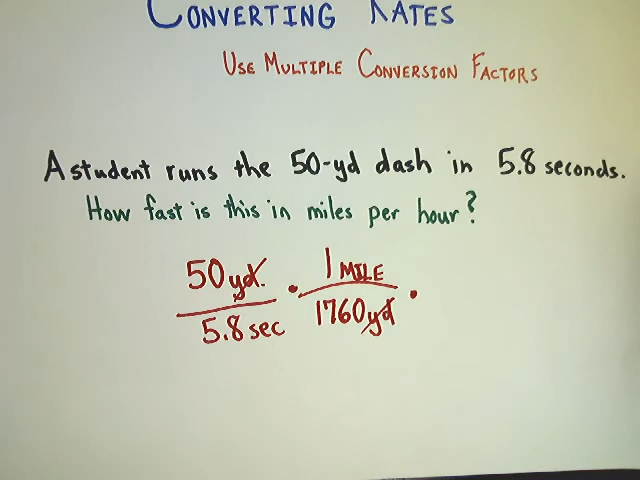 CONVERTING RATES
USE MULTIPLE CONVERSION FACTORS
A student runs the 50-yd dash in 5.8 seconds.
How fast is this in miles per hour?
50 yd. · 1 MILE ·
5.8 sec 1760 yd